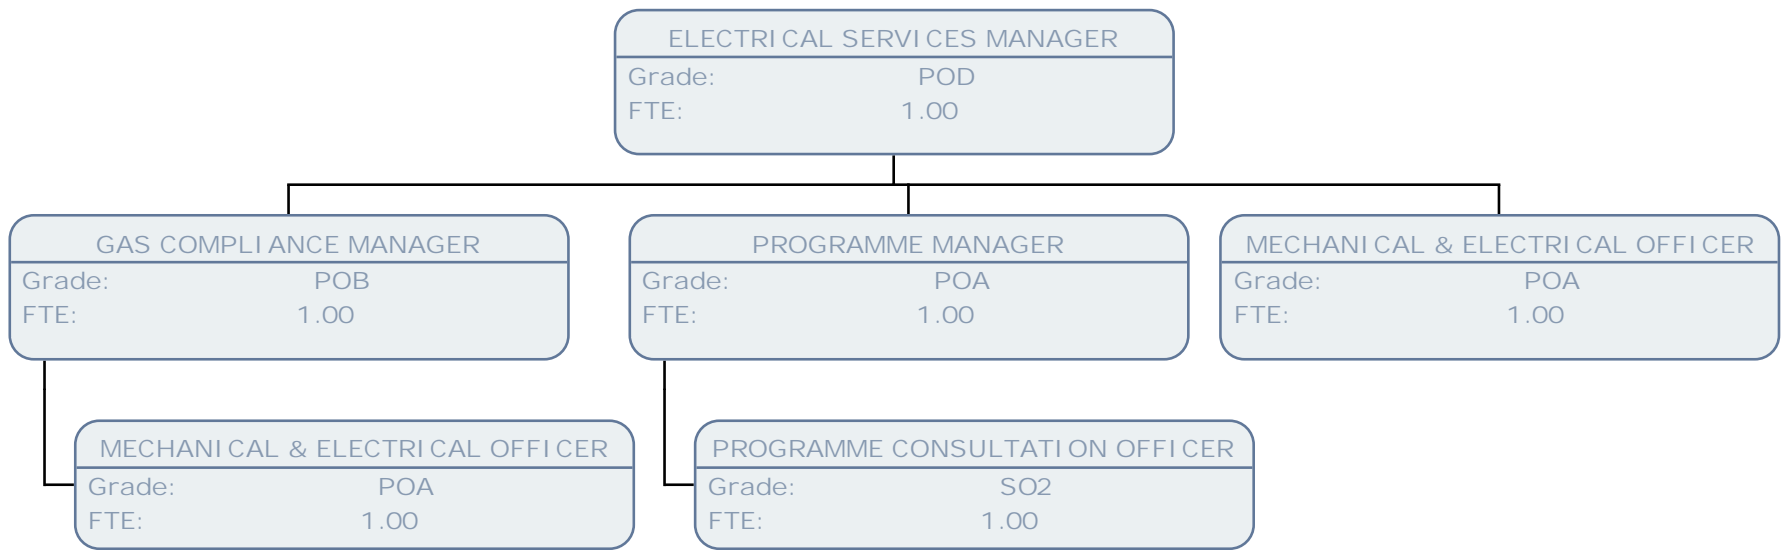 ELECTRICAL SERVICES MANAGER
Grade: POD
FTE: 1.00
GAS COMPLIANCE MANAGER
Grade: POB
FTE: 1.00
PROGRAMME MANAGER
Grade: POA
FTE: 1.00
MECHANICAL & ELECTRICAL OFFICER
Grade: POA
FTE: 1.00
MECHANICAL & ELECTRICAL OFFICER
Grade: POA
FTE: 1.00
PROGRAMME CONSULTATION OFFICER
Grade: SO2
FTE: 1.00